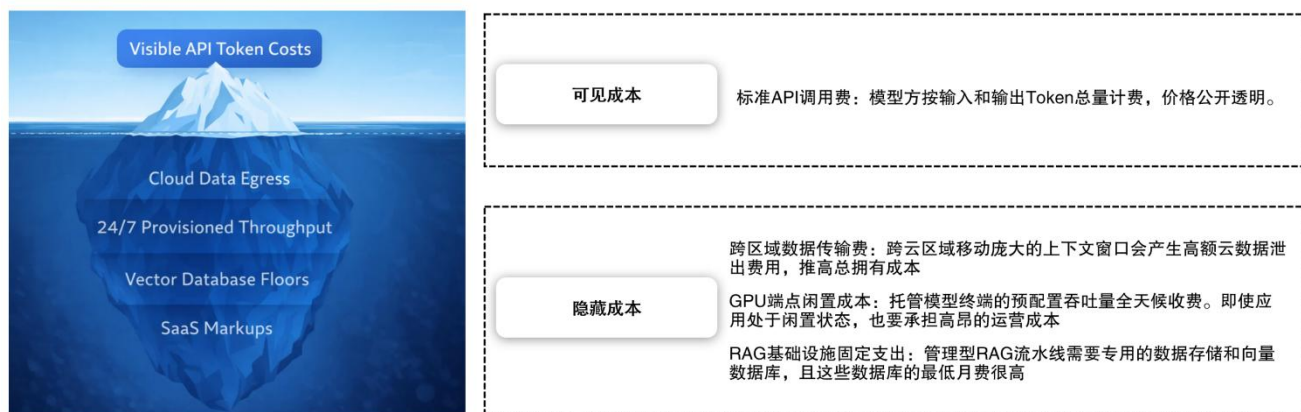 Visible API Token Costs
Cloud Data Egress
24/7 Provisioned Throughput
Vector Database Floors
SaaS Markups
可见成本
标准API调用费：模型方按输入和输出Token总量计费，价格公开透明。
隐藏成本
跨区域数据传输费：跨云区域移动庞大的上下文窗口会产生高额云数据泄
出费用，推高总拥有成本
GPU端点闲置成本：托管模型终端的预配置吞吐量全天候收费。即使应
用处于闲置状态，也要承担高昂的运营成本
RAG基础设施固定支出：管理型RAG流水线需要专用的数据存储和向量
数据库，且这些数据库的最低月费很高